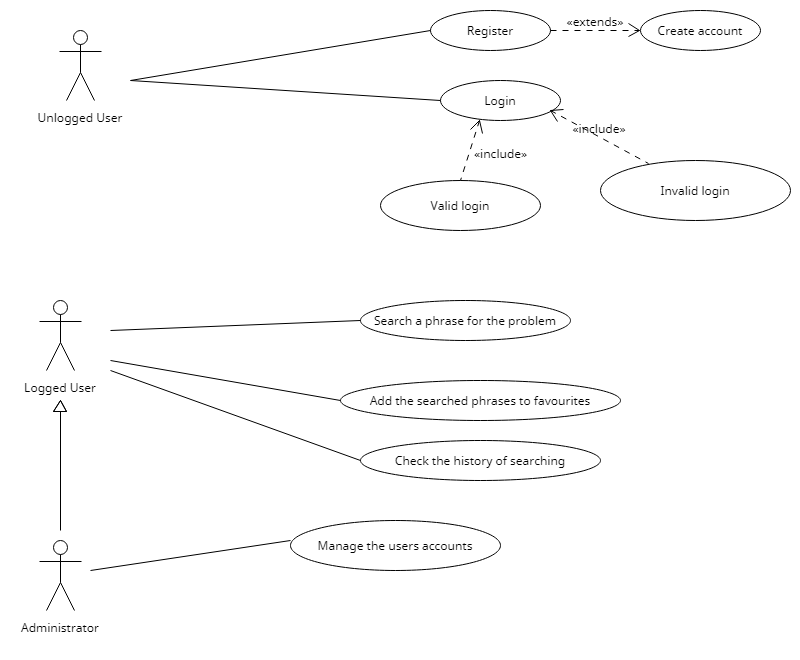 Register
«extends»
Create account
Unlogged User
Login
«include»
«include»
Valid login
Invalid login
Search a phrase for the problem
Logged User
Add the searched phrases to favourites
Check the history of searching
Manage the users accounts
Administrator